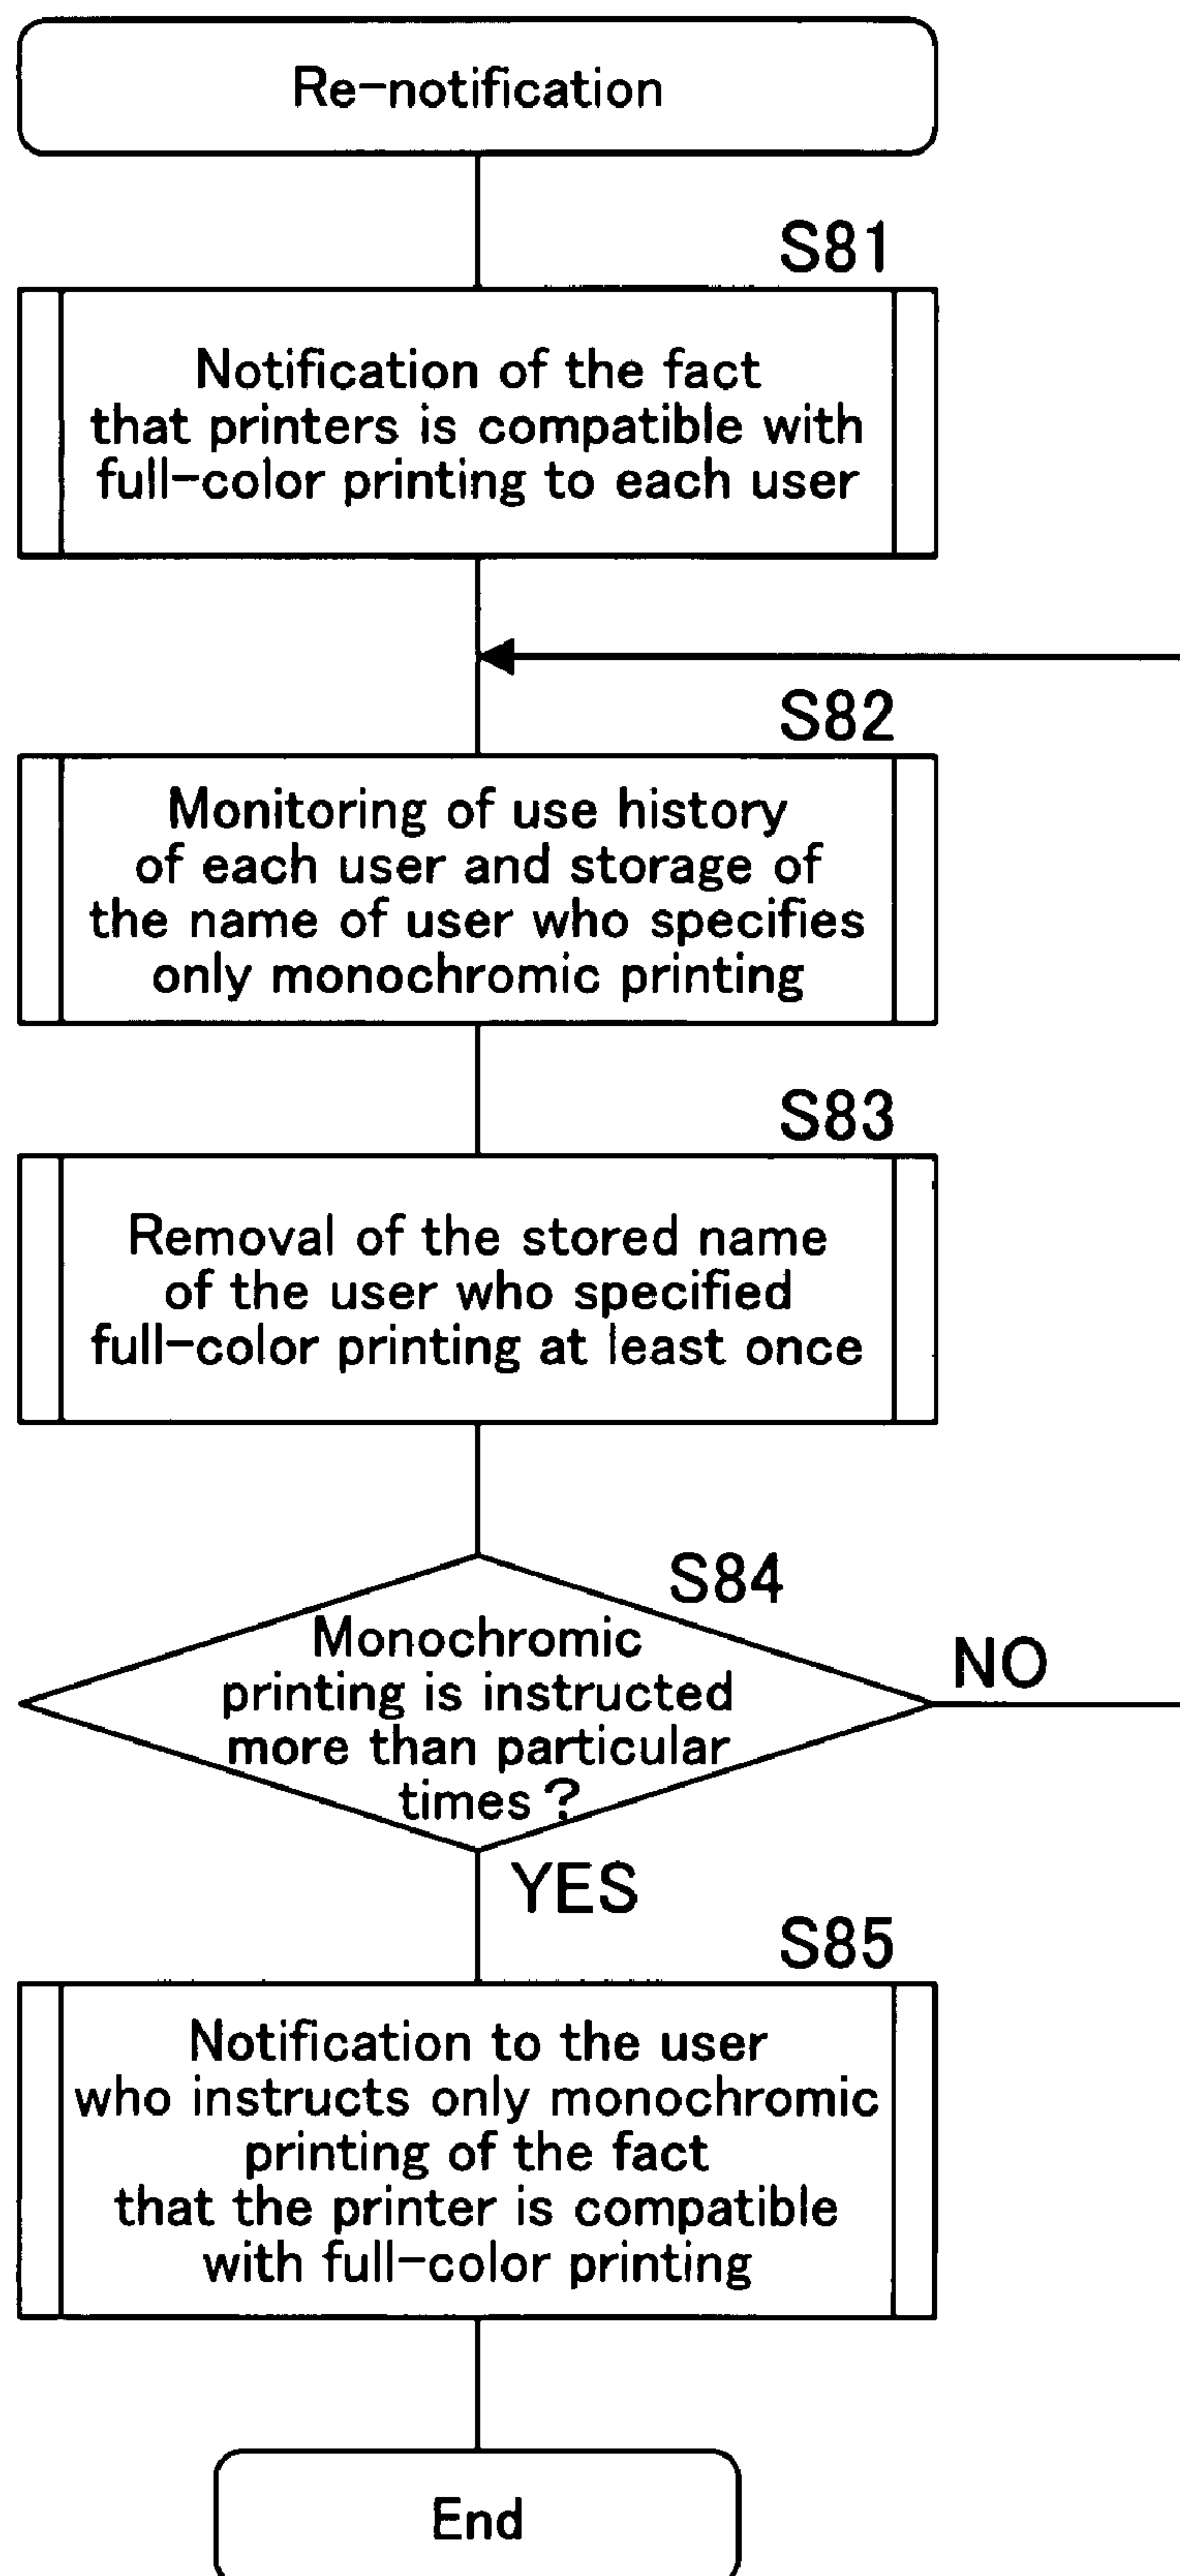 Re-notification
S81
Notification of the fact
that printers is compatible with
full-color printing to each user
S82
Monitoring of use history
of each user and storage of
the name of user who specifies
only monochromic printing
S83
Removal of the stored name
of the user who specified
full-color printing at least once
S84
Monochromic
printing is instructed
more than particular
times?
NO
YES
S85
Notification to the user
who instructs only monochromic
printing of the fact
that the printer is compatible
with full-color printing
End